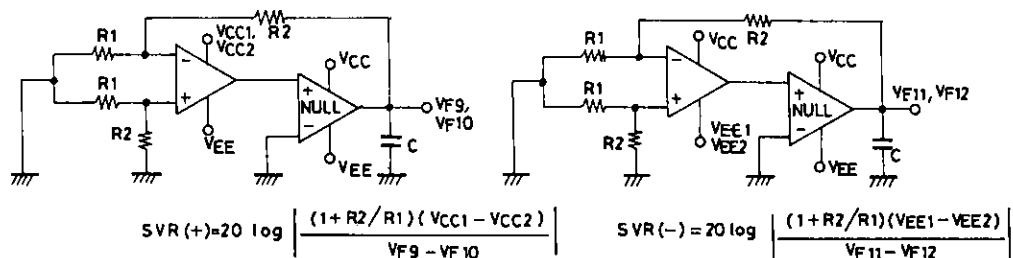 R1
R2
VCC1,
VCC2
−
+
R1
R2
VEE
VCC
+
NULL
−
VEE
VF9,
VF10
C
R1
R2
VCC
−
+
R1
R2
VEE1
VEE2
VCC
+
NULL
−
VEE
VF11, VF12
C
SVR(+)=20 log | (1+R2/R1)(VCC1−VCC2) / VF9−VF10 |
SVR(−)=20 log | (1+R2/R1)(VEE1−VEE2) / VF11−VF12 |